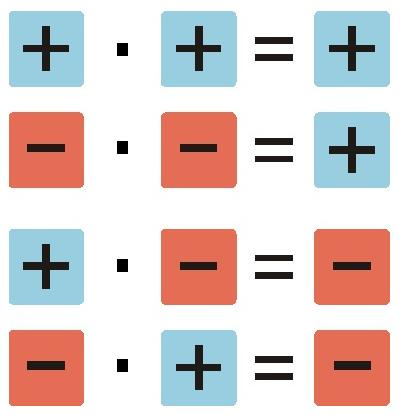 + · + = +
− · − = +
+ · − = −
− · + = −